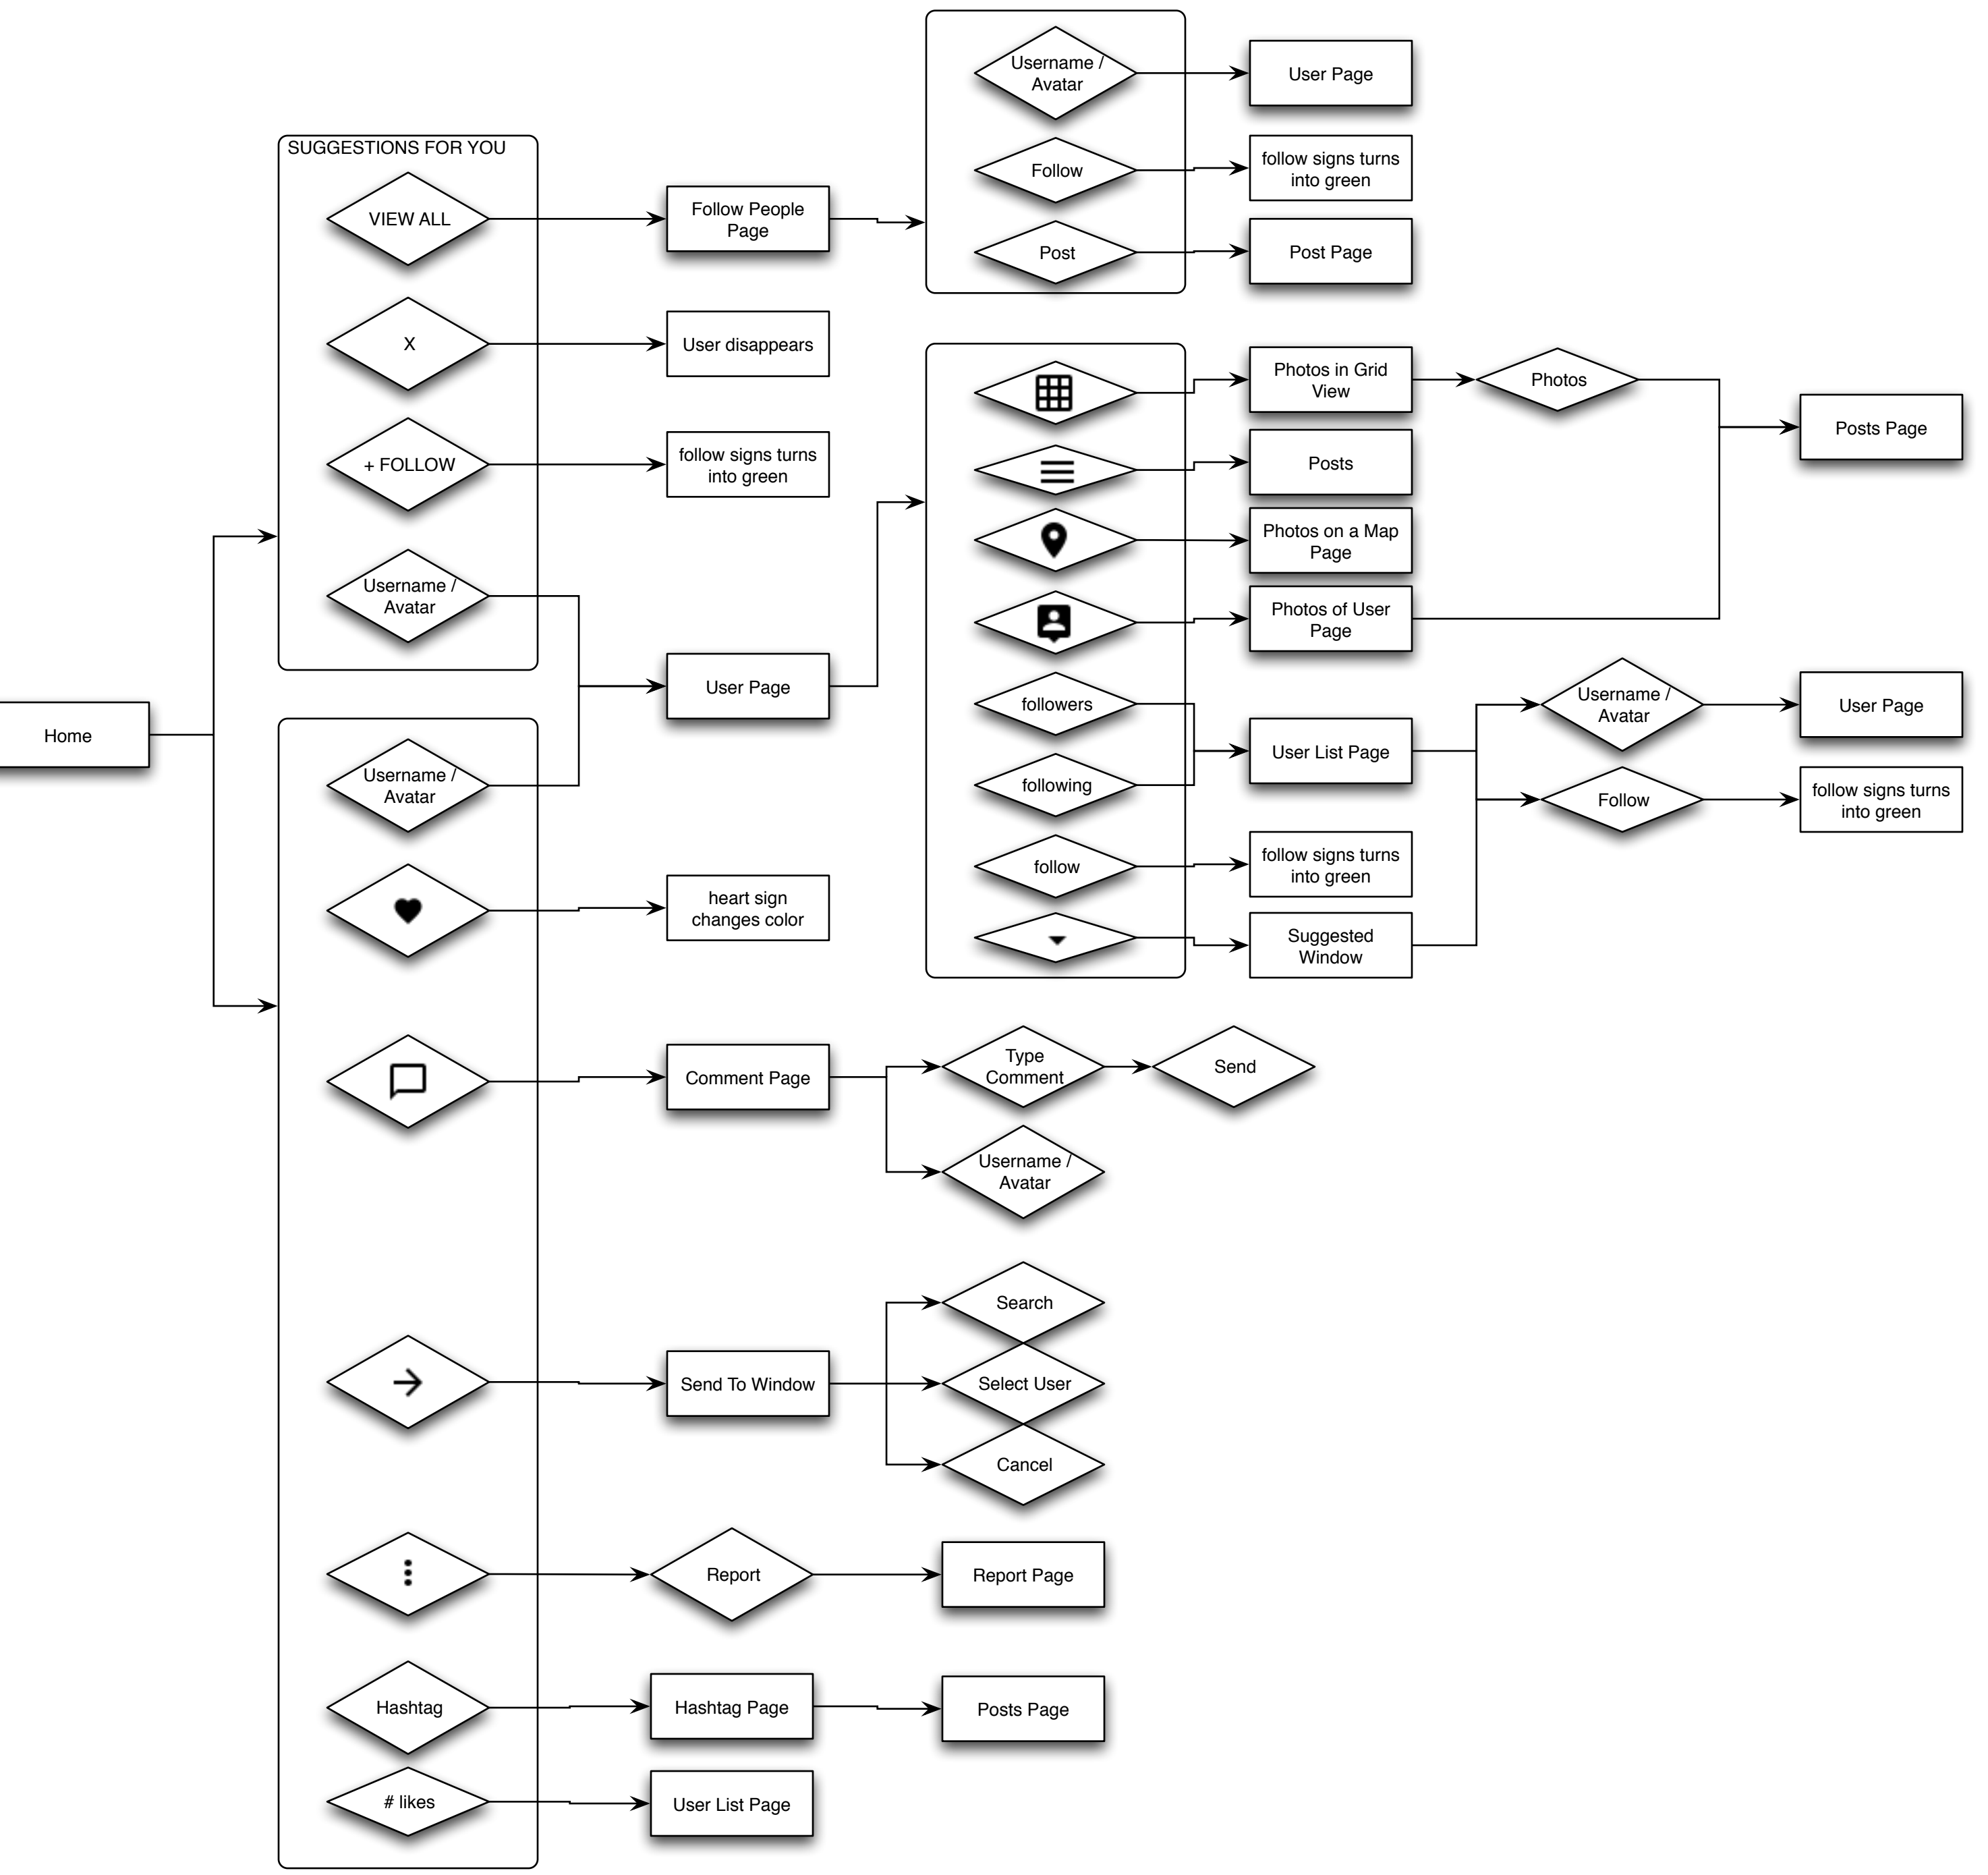 Home
SUGGESTIONS FOR YOU
VIEW ALL
X
+ FOLLOW
Username /
Avatar
Username /
Avatar
Hashtag
# likes
Follow People
Page
User disappears
follow signs turns
into green
User Page
heart sign
changes color
Comment Page
Send To Window
Report
Hashtag Page
User List Page
Username /
Avatar
Follow
Post
User Page
follow signs turns
into green
Post Page
followers
following
follow
Photos in Grid
View
Posts
Photos on a Map
Page
Photos of User
Page
User List Page
follow signs turns
into green
Suggested
Window
Photos
Posts Page
Username /
Avatar
User Page
Follow
follow signs turns
into green
Type
Comment
Send
Username /
Avatar
Search
Select User
Cancel
Report Page
Posts Page